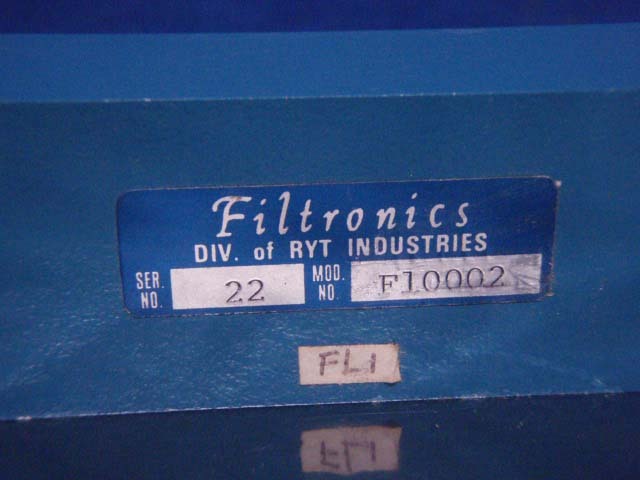 Filtronics
DIV. of RYT INDUSTRIES
SER. NO. 22 MOD. NO. F10002
FL1